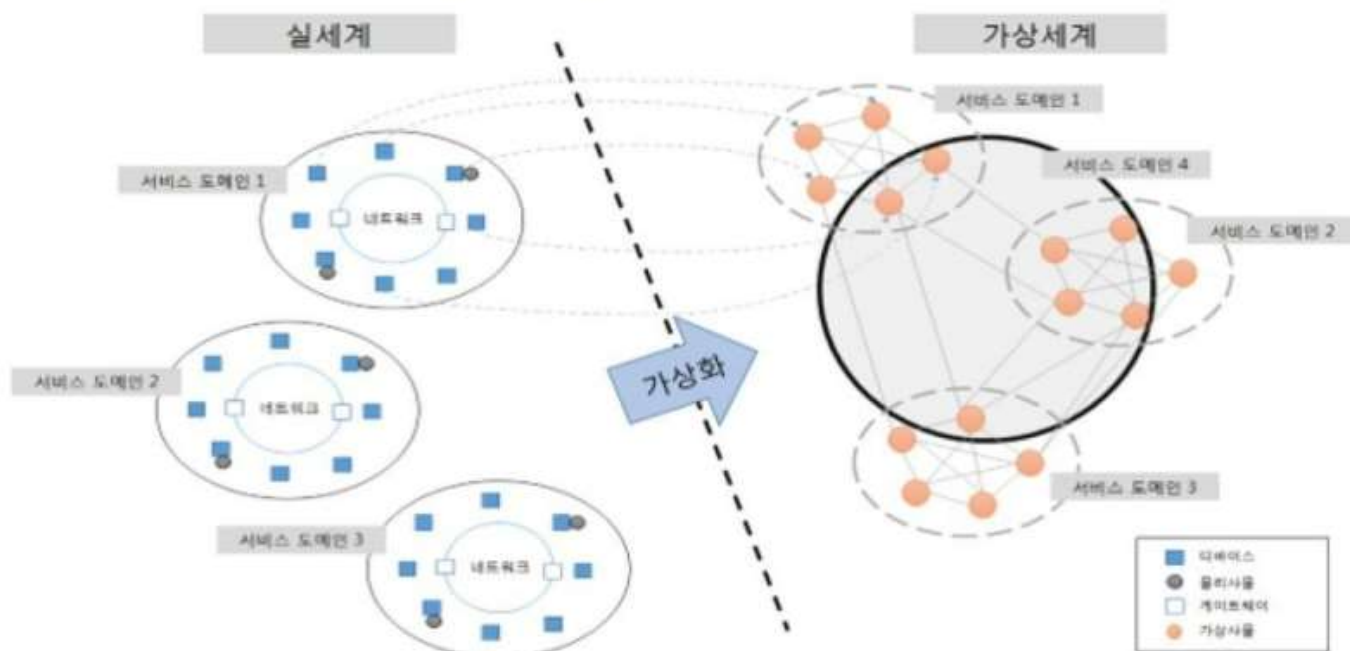 실세계
가상세계
서비스 도메인 1
서비스 도메인 4
서비스 도메인 1
네트워크
서비스 도메인 2
가상화
서비스 도메인 2
네트워크
서비스 도메인 3
서비스 도메인 3
네트워크
디바이스
물리사물
게이트웨이
가상사물